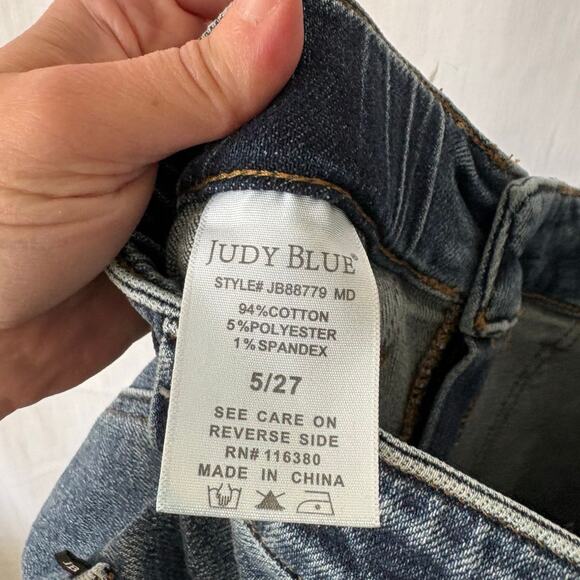 JUDY BLUE®
STYLE# JB88779 MD
94%COTTON
5%POLYESTER
1%SPANDEX
5/27
SEE CARE ON
REVERSE SIDE
RN# 116380
MADE IN CHINA
JB